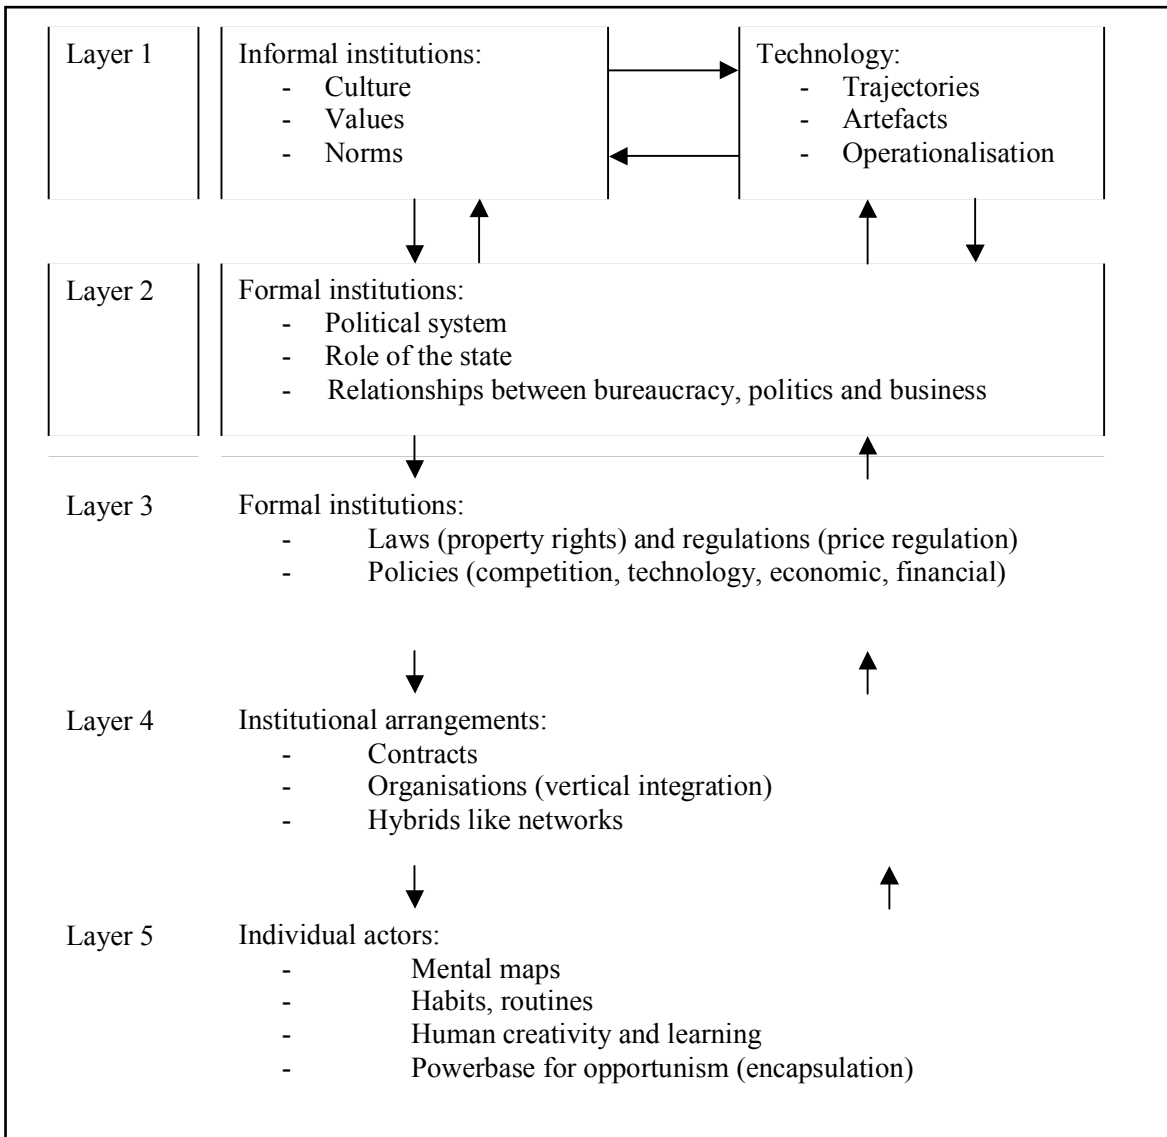 Layer 1
Informal institutions:
- Culture
- Values
- Norms
Technology:
- Trajectories
- Artefacts
- Operationalisation
Layer 2
Formal institutions:
- Political system
- Role of the state
- Relationships between bureaucracy, politics and business
Layer 3
Formal institutions:
- Laws (property rights) and regulations (price regulation)
- Policies (competition, technology, economic, financial)
Layer 4
Institutional arrangements:
- Contracts
- Organisations (vertical integration)
- Hybrids like networks
Layer 5
Individual actors:
- Mental maps
- Habits, routines
- Human creativity and learning
- Powerbase for opportunism (encapsulation)